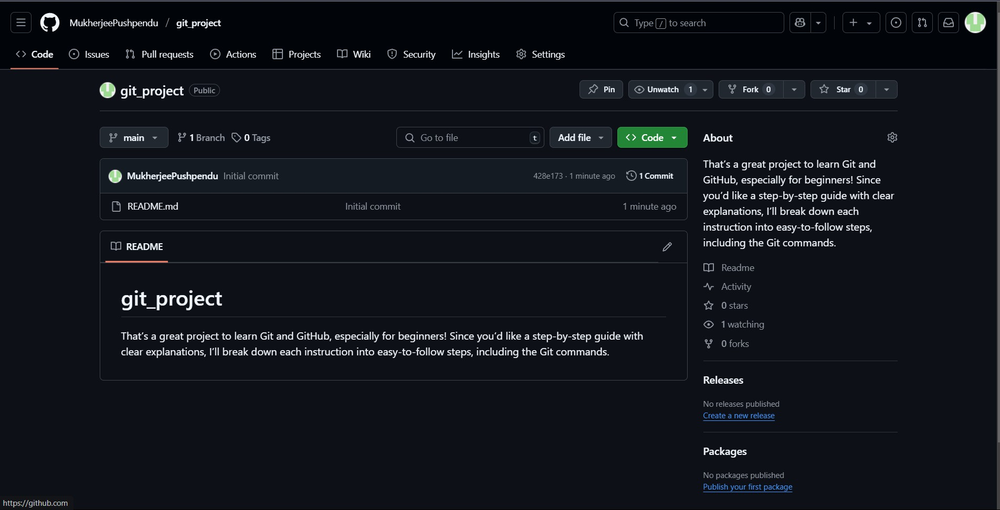 MukherjeePushpendu / git_project
Type / to search
Code Issues Pull requests Actions Projects Wiki Security Insights Settings
git_project Public
Pin Unwatch 1 Fork 0 Star 0
main 1 Branch 0 Tags
Go to file t Add file Code
MukherjeePushpendu Initial commit 428e173 · 1 minute ago 1 Commit
README.md Initial commit 1 minute ago
README
git_project
That’s a great project to learn Git and GitHub, especially for beginners! Since you’d like a step-by-step guide with
clear explanations, I’ll break down each instruction into easy-to-follow steps, including the Git commands.
About
That’s a great project to learn Git and
GitHub, especially for beginners! Since
you’d like a step-by-step guide with clear
explanations, I’ll break down each
instruction into easy-to-follow steps,
including the Git commands.
Readme
Activity
0 stars
1 watching
0 forks
Releases
No releases published
Create a new release
Packages
No packages published
Publish your first package
https://github.com